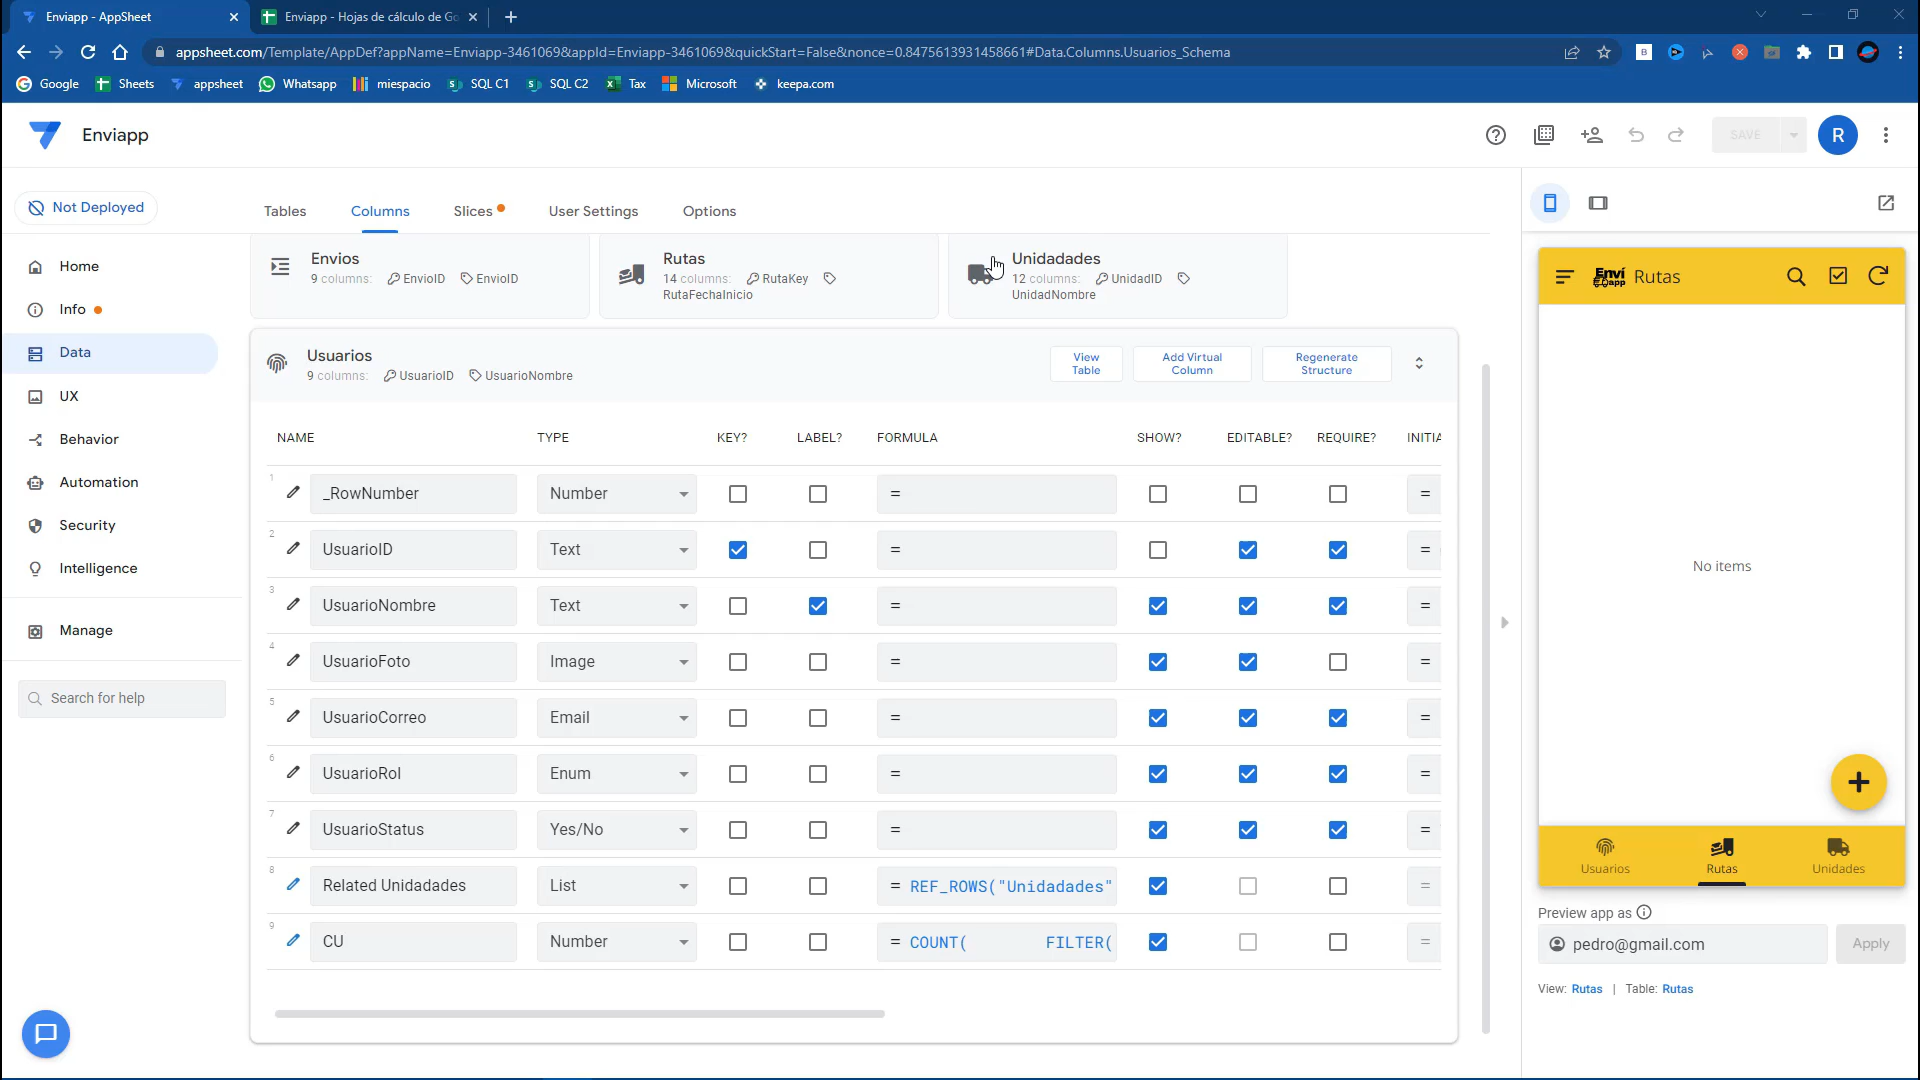 Enviapp - AppSheet
Enviapp - Hojas de cálculo de Go
appsheet.com/Template/AppDef?appName=Enviapp-3461069&appId=Enviapp-3461069&quickStart=False&nonce=0.8475613931458661#Data.Columns.Usuarios_Schema
Google Sheets appsheet Whatsapp miespacio SQL C1 SQL C2 Tax Microsoft keepa.com
Enviapp
SAVE
R
Not Deployed
Tables Columns Slices User Settings Options
Home
Info
Data
UX
Behavior
Automation
Security
Intelligence
Manage
Search for help
Envios
9 columns: EnvioID EnvioID
Rutas
14 columns: RutaKey
RutaFechaInicio
Unidadades
12 columns: UnidadID
UnidadNombre
Usuarios
9 columns: UsuarioID UsuarioNombre
View
Table
Add Virtual
Column
Regenerate
Structure
NAME TYPE KEY? LABEL? FORMULA SHOW? EDITABLE? REQUIRE? INITIA
1 _RowNumber Number = =
2 UsuarioID Text = =
3 UsuarioNombre Text = =
4 UsuarioFoto Image = =
5 UsuarioCorreo Email = =
6 UsuarioRol Enum = =
7 UsuarioStatus Yes/No = =
8 Related Unidadades List = REF_ROWS("Unidadades" =
9 CU Number = COUNT( FILTER( =
Enví
app
Rutas
No items
Usuarios Rutas Unidades
Preview app as
pedro@gmail.com
Apply
View: Rutas | Table: Rutas